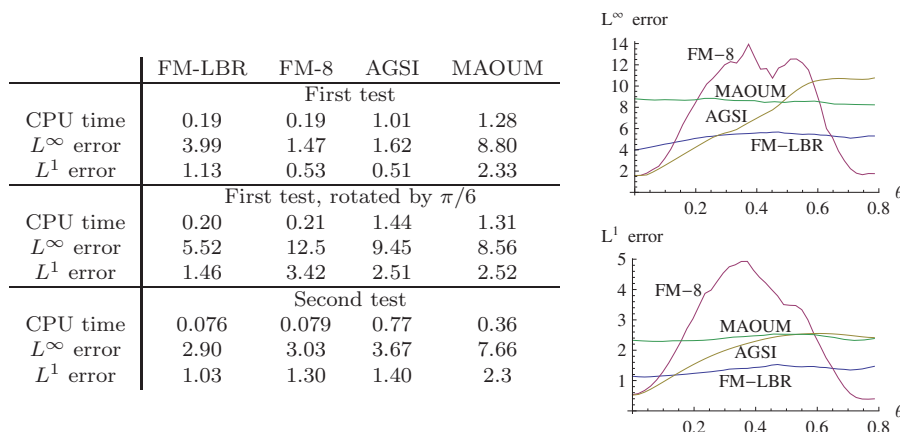 FM-LBR FM-8 AGSI MAOUM
First test
CPU time 0.19 0.19 1.01 1.28
L∞ error 3.99 1.47 1.62 8.80
L1 error 1.13 0.53 0.51 2.33
First test, rotated by π/6
CPU time 0.20 0.21 1.44 1.31
L∞ error 5.52 12.5 9.45 8.56
L1 error 1.46 3.42 2.51 2.52
Second test
CPU time 0.076 0.079 0.77 0.36
L∞ error 2.90 3.03 3.67 7.66
L1 error 1.03 1.30 1.40 2.3
L∞ error
14
12
10
8
6
4
2
FM-8
MAOUM
AGSI
FM-LBR
0.2 0.4 0.6 0.8
θ
L1 error
5
4
3
2
1
FM-8
MAOUM
AGSI
FM-LBR
0.2 0.4 0.6 0.8
θ